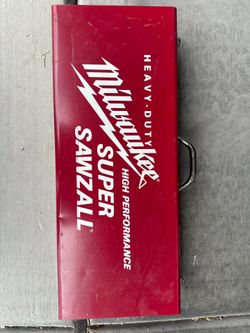 HEAVY-DUTY
Milwaukee
HIGH PERFORMANCE
SUPER
SAWZALL®